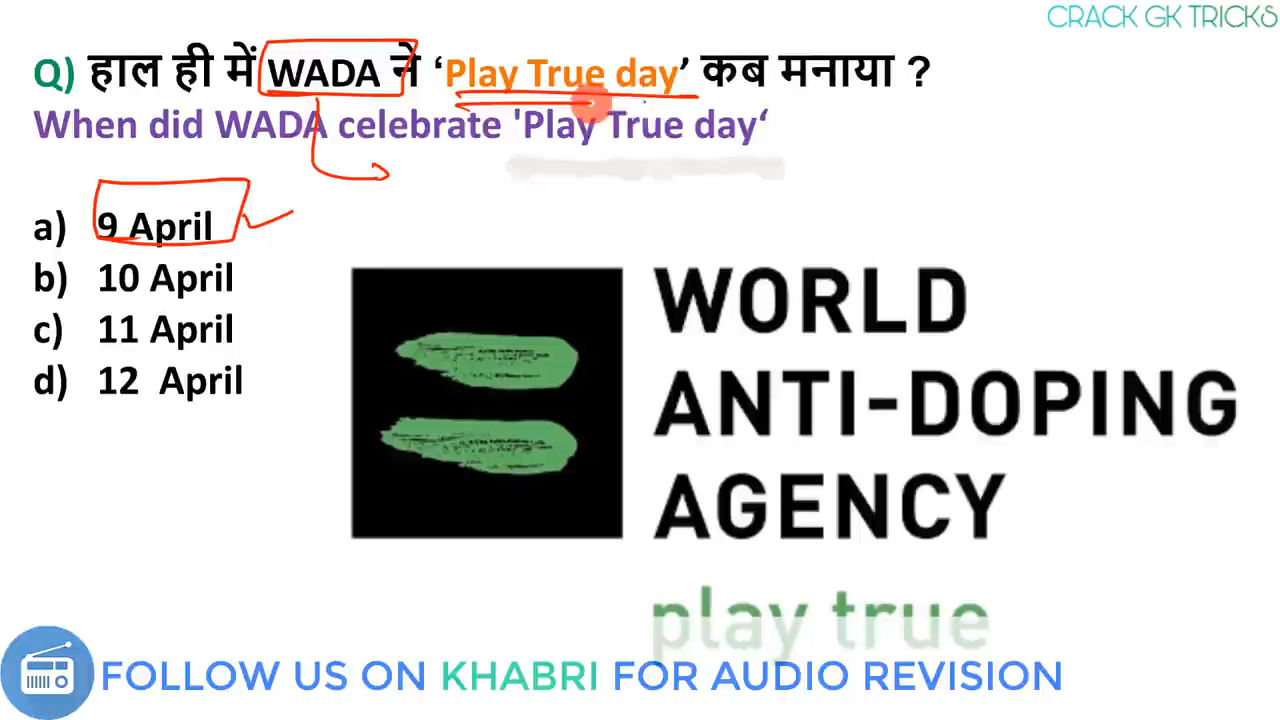 CRACK GK TRICKS
Q) हाल ही में WADA ने ‘Play True day’ कब मनाया ?
When did WADA celebrate 'Play True day‘
a) 9 April
b) 10 April
c) 11 April
d) 12 April
WORLD
ANTI-DOPING
AGENCY
play true
FOLLOW US ON KHABRI FOR AUDIO REVISION